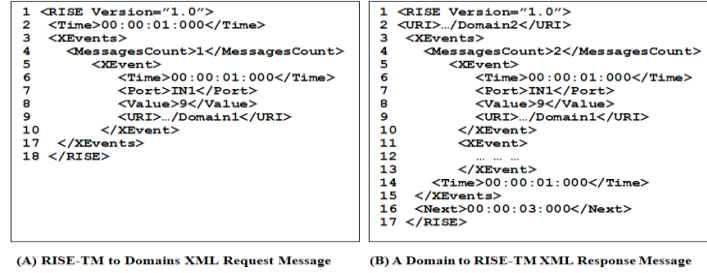 1 <RISE Version="1.0">
2 <Time>00:00:01:000</Time>
3 <XEvents>
4 <MessagesCount>1</MessagesCount>
5 <XEvent>
6 <Time>00:00:01:000</Time>
7 <Port>IN1</Port>
8 <Value>9</Value>
9 <URI>…/Domain1</URI>
10 </XEvent>
17 </XEvents>
18 </RISE>
(A) RISE-TM to Domains XML Request Message
1 <RISE Version="1.0">
2 <URI>…/Domain2</URI>
3 <XEvents>
4 <MessagesCount>2</MessagesCount>
5 <XEvent>
6 <Time>00:00:01:000</Time>
7 <Port>IN1</Port>
8 <Value>9</Value>
9 <URI>…/Domain1</URI>
10 </XEvent>
11 <XEvent>
12 … … …
13 </XEvent>
14 <Time>00:00:01:000</Time>
15 </XEvents>
16 <Next>00:00:03:000</Next>
17 </RISE>
(B) A Domain to RISE-TM XML Response Message